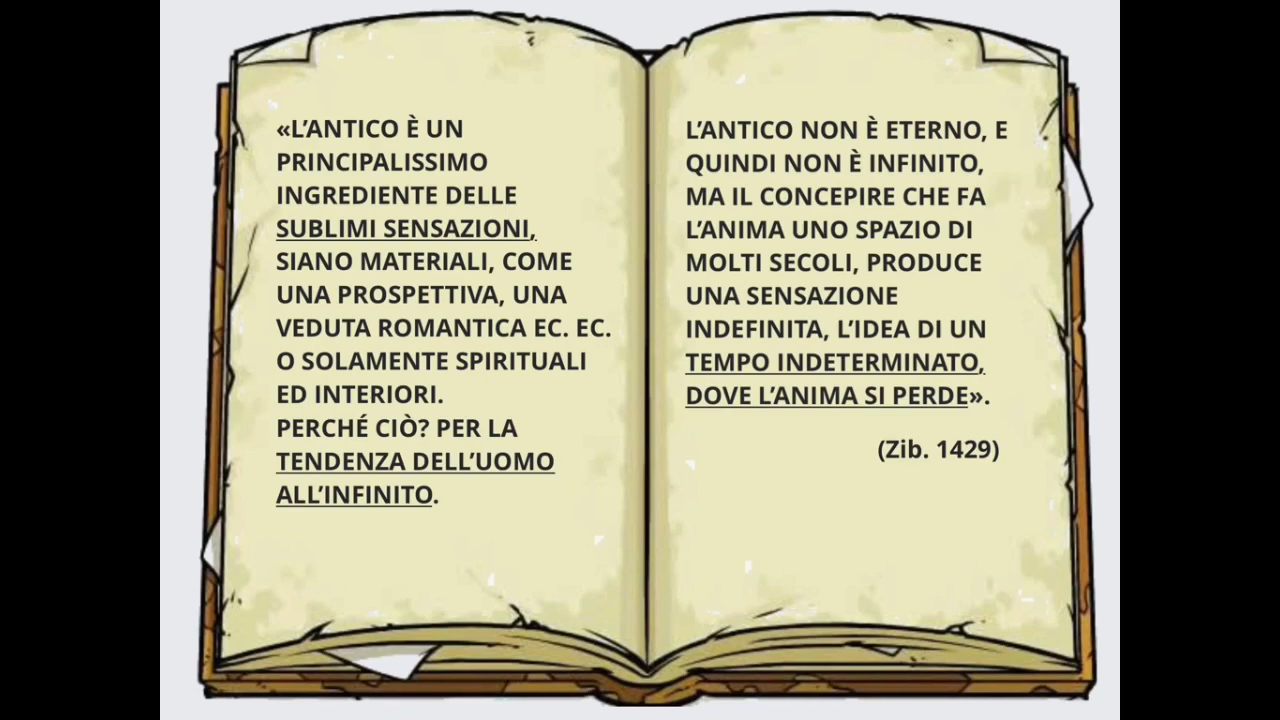 «L’ANTICO È UN
PRINCIPALISSIMO
INGREDIENTE DELLE
SUBLIMI SENSAZIONI,
SIANO MATERIALI, COME
UNA PROSPETTIVA, UNA
VEDUTA ROMANTICA EC. EC.
O SOLAMENTE SPIRITUALI
ED INTERIORI.
PERCHÉ CIÒ? PER LA
TENDENZA DELL’UOMO
ALL’INFINITO.
L’ANTICO NON È ETERNO, E
QUINDI NON È INFINITO,
MA IL CONCEPIRE CHE FA
L’ANIMA UNO SPAZIO DI
MOLTI SECOLI, PRODUCE
UNA SENSAZIONE
INDEFINITA, L’IDEA DI UN
TEMPO INDETERMINATO,
DOVE L’ANIMA SI PERDE».
(Zib. 1429)